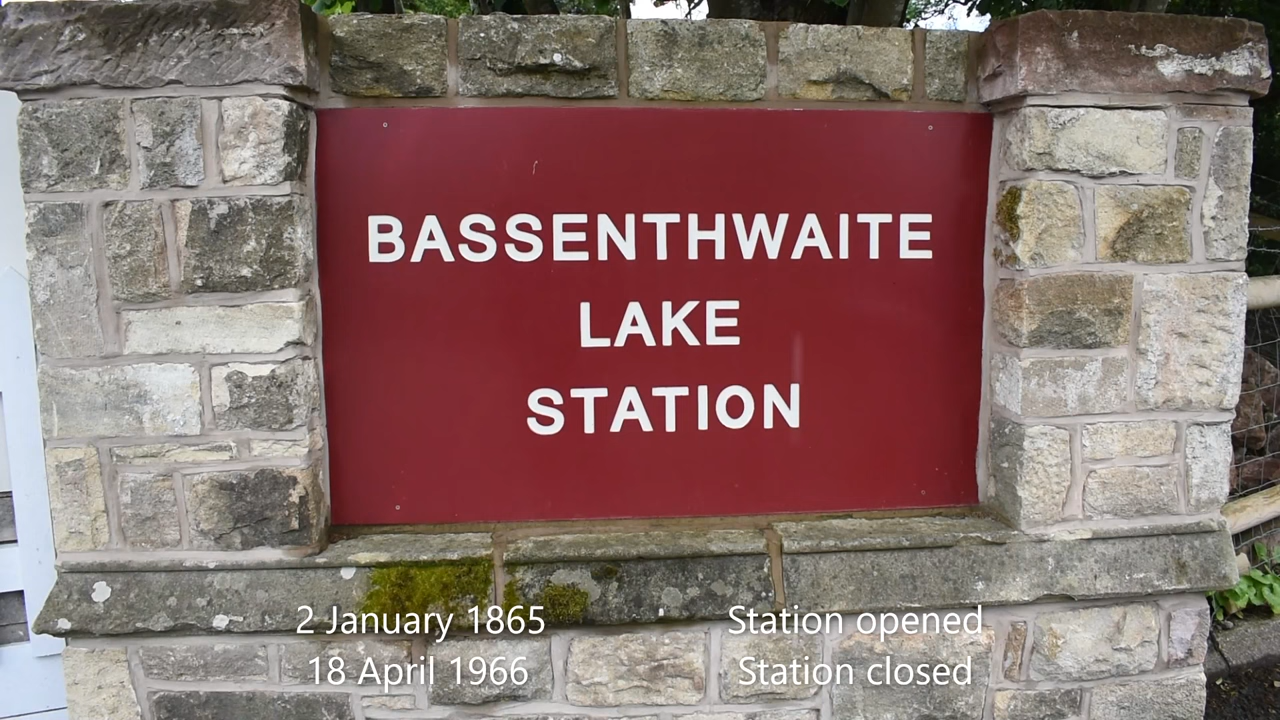 BASSENTHWAITE
LAKE
STATION
2 January 1865 Station opened
18 April 1966 Station closed